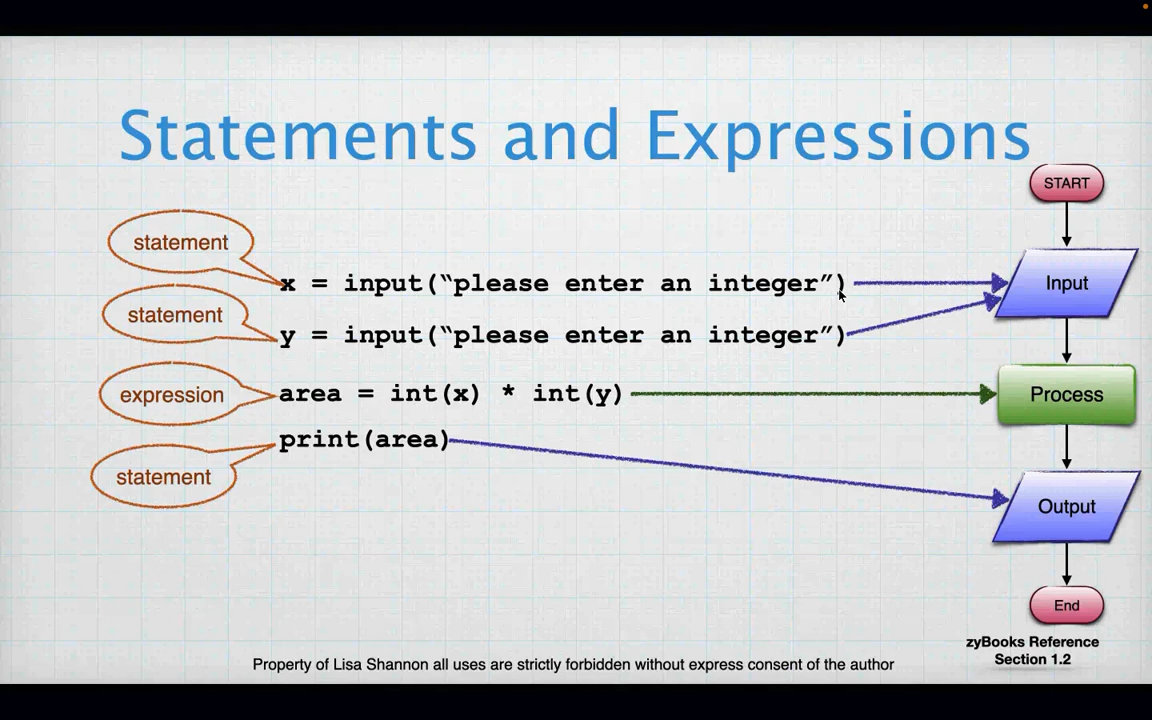 Statements and Expressions
START
statement
x = input(“please enter an integer”)
Input
statement
y = input(“please enter an integer”)
expression
area = int(x) * int(y)
Process
print(area)
statement
Output
End
zyBooks Reference
Section 1.2
Property of Lisa Shannon all uses are strictly forbidden without express consent of the author